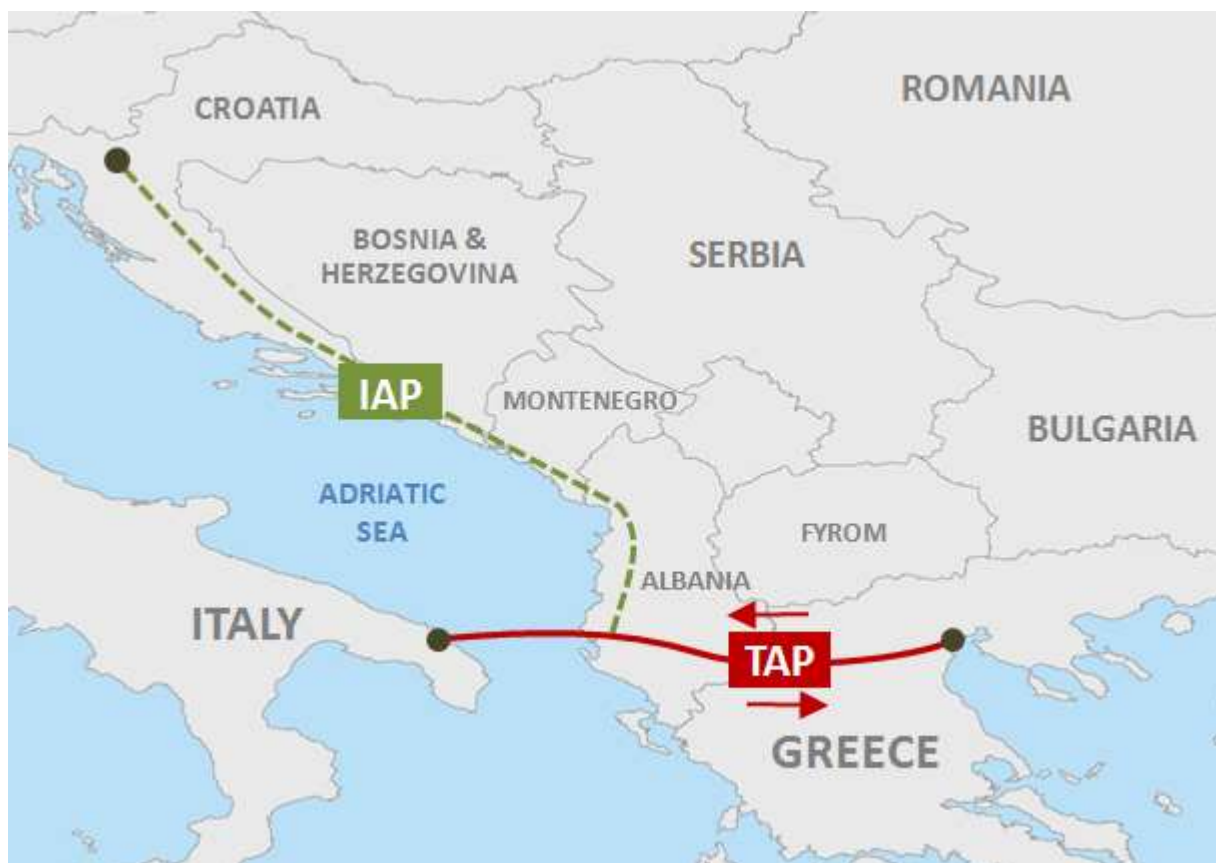 ROMANIA
CROATIA
BOSNIA &
HERZEGOVINA
SERBIA
IAP
MONTENEGRO
BULGARIA
ADRIATIC
SEA
FYROM
ALBANIA
ITALY
TAP
GREECE